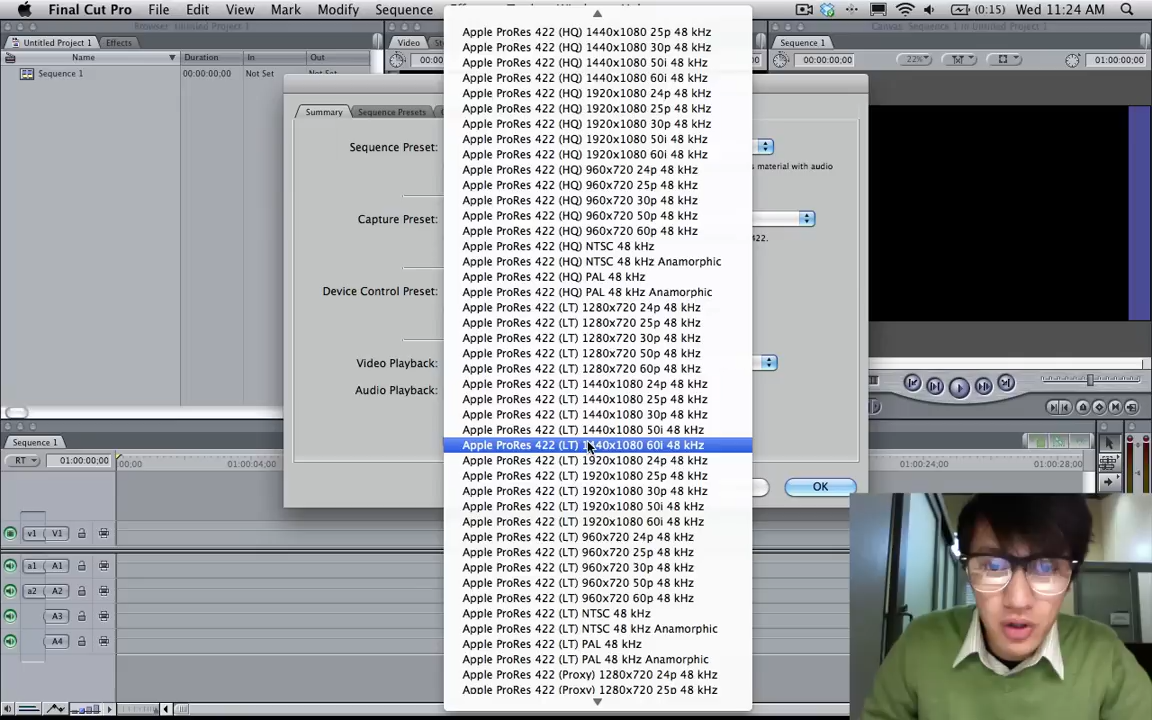 Final Cut Pro File Edit View Mark Modify Sequence
(0:15) Wed 11:24 AM
Untitled Project 1 Effects
Name Duration In Out
Sequence 1 00:00:00;00 Not Set Not Set
Video
Sequence 1
00:00:00;00 22% 01:00:00;00
Summary Sequence Presets
Sequence Preset:
s material with audio
Capture Preset:
422.
Device Control Preset:
Video Playback:
Audio Playback:
OK
Apple ProRes 422 (HQ) 1440x1080 25p 48 kHz
Apple ProRes 422 (HQ) 1440x1080 30p 48 kHz
Apple ProRes 422 (HQ) 1440x1080 50i 48 kHz
Apple ProRes 422 (HQ) 1440x1080 60i 48 kHz
Apple ProRes 422 (HQ) 1920x1080 24p 48 kHz
Apple ProRes 422 (HQ) 1920x1080 25p 48 kHz
Apple ProRes 422 (HQ) 1920x1080 30p 48 kHz
Apple ProRes 422 (HQ) 1920x1080 50i 48 kHz
Apple ProRes 422 (HQ) 1920x1080 60i 48 kHz
Apple ProRes 422 (HQ) 960x720 24p 48 kHz
Apple ProRes 422 (HQ) 960x720 25p 48 kHz
Apple ProRes 422 (HQ) 960x720 30p 48 kHz
Apple ProRes 422 (HQ) 960x720 50p 48 kHz
Apple ProRes 422 (HQ) 960x720 60p 48 kHz
Apple ProRes 422 (HQ) NTSC 48 kHz
Apple ProRes 422 (HQ) NTSC 48 kHz Anamorphic
Apple ProRes 422 (HQ) PAL 48 kHz
Apple ProRes 422 (HQ) PAL 48 kHz Anamorphic
Apple ProRes 422 (LT) 1280x720 24p 48 kHz
Apple ProRes 422 (LT) 1280x720 25p 48 kHz
Apple ProRes 422 (LT) 1280x720 30p 48 kHz
Apple ProRes 422 (LT) 1280x720 50p 48 kHz
Apple ProRes 422 (LT) 1280x720 60p 48 kHz
Apple ProRes 422 (LT) 1440x1080 24p 48 kHz
Apple ProRes 422 (LT) 1440x1080 25p 48 kHz
Apple ProRes 422 (LT) 1440x1080 30p 48 kHz
Apple ProRes 422 (LT) 1440x1080 50i 48 kHz
Apple ProRes 422 (LT) 1440x1080 60i 48 kHz
Apple ProRes 422 (LT) 1920x1080 24p 48 kHz
Apple ProRes 422 (LT) 1920x1080 25p 48 kHz
Apple ProRes 422 (LT) 1920x1080 30p 48 kHz
Apple ProRes 422 (LT) 1920x1080 50i 48 kHz
Apple ProRes 422 (LT) 1920x1080 60i 48 kHz
Apple ProRes 422 (LT) 960x720 24p 48 kHz
Apple ProRes 422 (LT) 960x720 25p 48 kHz
Apple ProRes 422 (LT) 960x720 30p 48 kHz
Apple ProRes 422 (LT) 960x720 50p 48 kHz
Apple ProRes 422 (LT) 960x720 60p 48 kHz
Apple ProRes 422 (LT) NTSC 48 kHz
Apple ProRes 422 (LT) NTSC 48 kHz Anamorphic
Apple ProRes 422 (LT) PAL 48 kHz
Apple ProRes 422 (LT) PAL 48 kHz Anamorphic
Apple ProRes 422 (Proxy) 1280x720 24p 48 kHz
Apple ProRes 422 (Proxy) 1280x720 25p 48 kHz
Sequence 1
RT 01:00:00;00 00;00 01:00:04;00 01:00:24;00 01:00:28;00
v1 V1
a1 A1
a2 A2
A3
A4